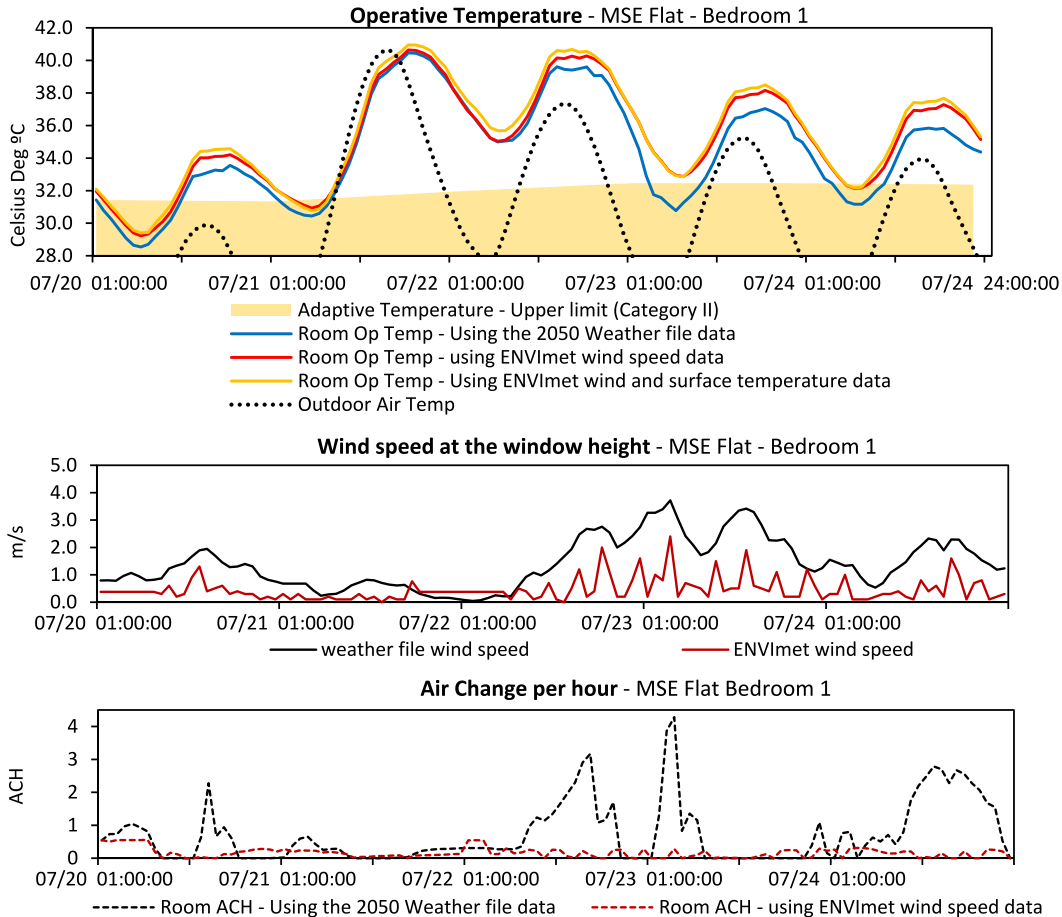 Operative Temperature - MSE Flat - Bedroom 1
42.0
40.0
38.0
36.0
34.0
32.0
30.0
28.0
Celsius Deg ºC
07/20 01:00:00 07/21 01:00:00 07/22 01:00:00 07/23 01:00:00 07/24 01:00:00 07/24 24:00:00
Adaptive Temperature - Upper limit (Category II)
Room Op Temp - Using the 2050 Weather file data
Room Op Temp - using ENVImet wind speed data
Room Op Temp - Using ENVImet wind and surface temperature data
Outdoor Air Temp
Wind speed at the window height - MSE Flat - Bedroom 1
5.0
4.0
3.0
2.0
1.0
0.0
m/s
07/20 01:00:00 07/21 01:00:00 07/22 01:00:00 07/23 01:00:00 07/24 01:00:00
weather file wind speed ENVImet wind speed
Air Change per hour - MSE Flat Bedroom 1
4
3
2
1
0
ACH
07/20 01:00:00 07/21 01:00:00 07/22 01:00:00 07/23 01:00:00 07/24 01:00:00
Room ACH - Using the 2050 Weather file data Room ACH - using ENVImet wind speed data